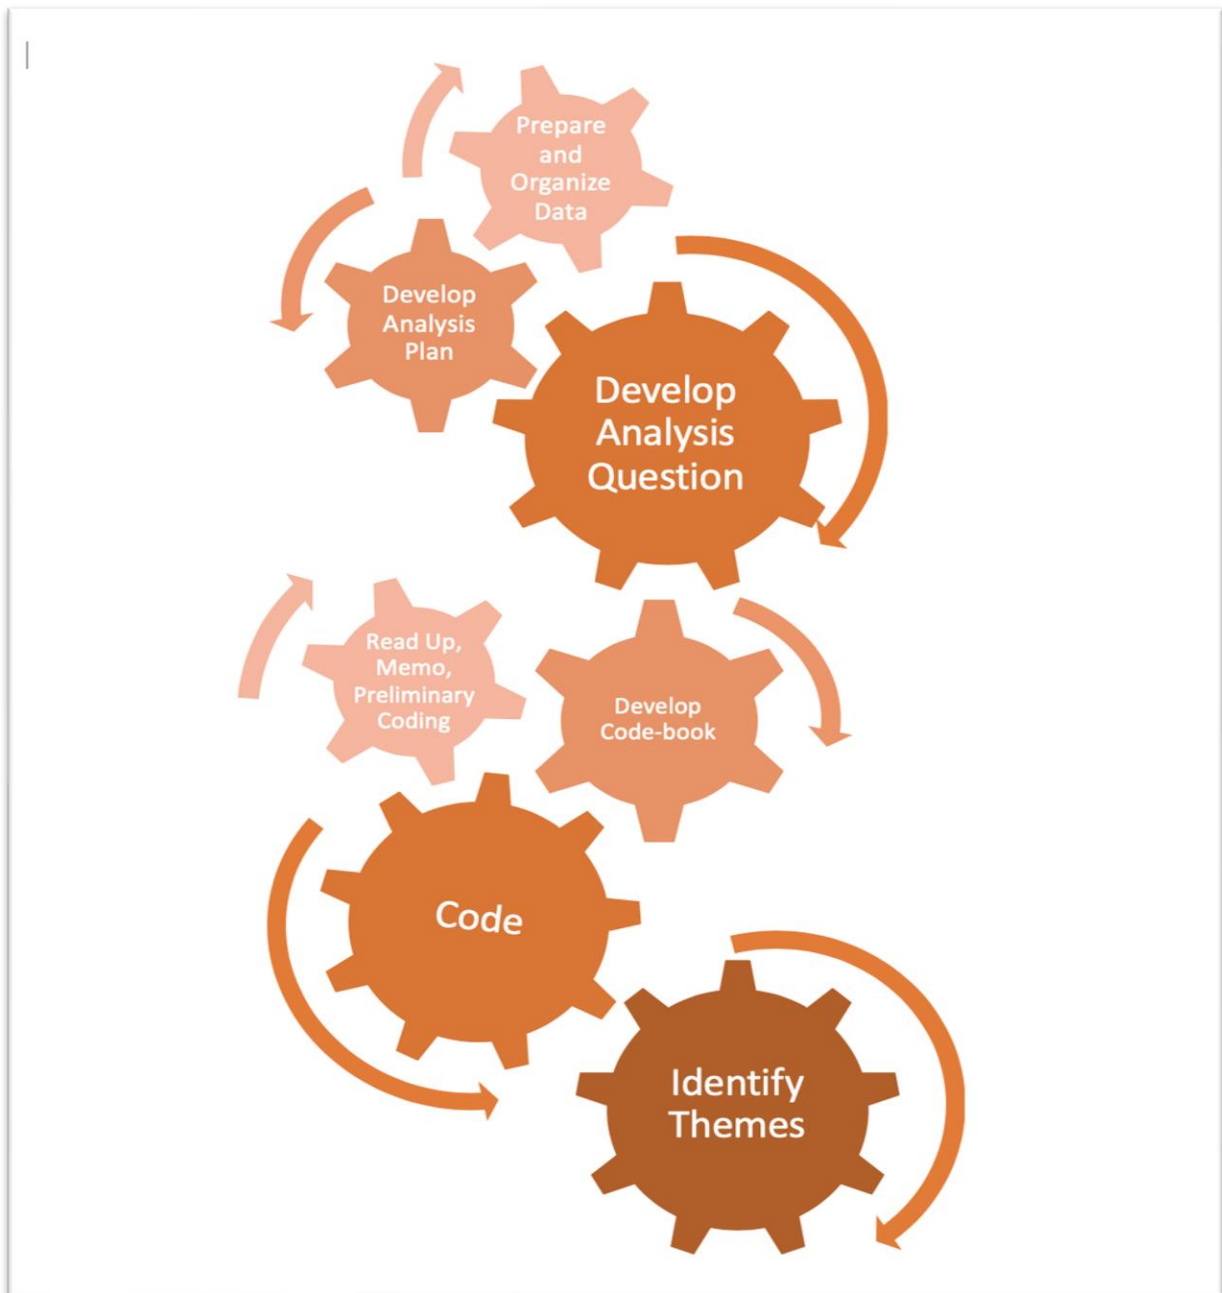 Prepare
and
Organize
Data
Develop
Analysis
Plan
Develop
Analysis
Question
Read Up,
Memo,
Preliminary
Coding
Develop
Code-book
Code
Identify
Themes